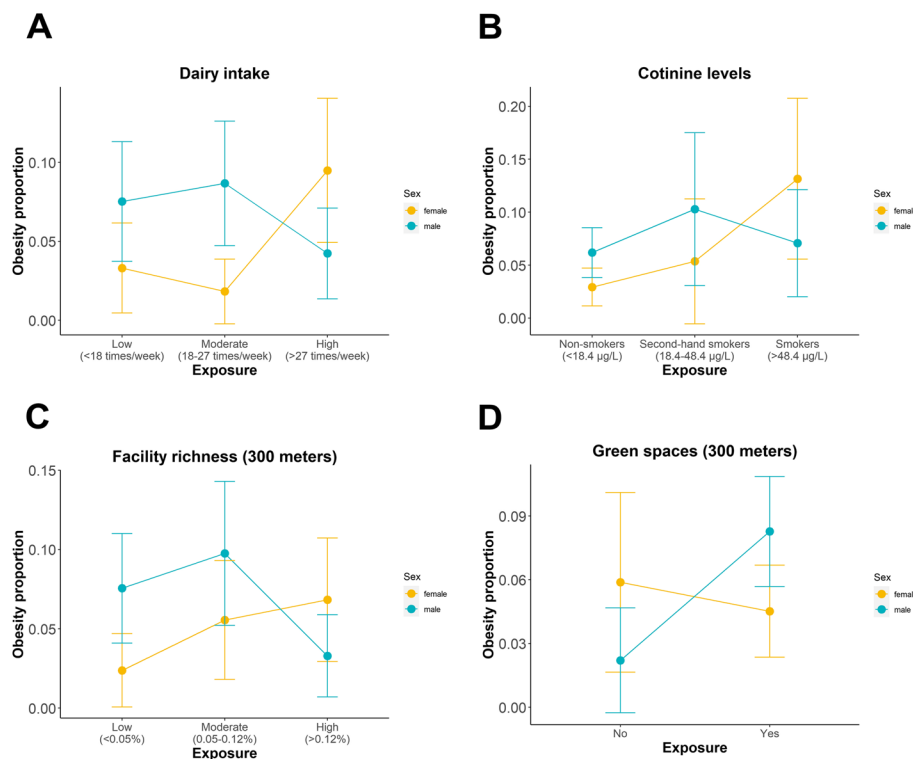 A
Dairy intake
Obesity proportion
0.10
0.05
0.00
Low
(<18 times/week)
Moderate
(18-27 times/week)
High
(>27 times/week)
Exposure
Sex
female
male
B
Cotinine levels
Obesity proportion
0.20
0.15
0.10
0.05
0.00
Non-smokers
(<18.4 µg/L)
Second-hand smokers
(18.4-48.4 µg/L)
Smokers
(>48.4 µg/L)
Exposure
Sex
female
male
C
Facility richness (300 meters)
Obesity proportion
0.15
0.10
0.05
0.00
Low
(<0.05%)
Moderate
(0.05-0.12%)
High
(>0.12%)
Exposure
Sex
female
male
D
Green spaces (300 meters)
Obesity proportion
0.09
0.06
0.03
0.00
No
Yes
Exposure
Sex
female
male